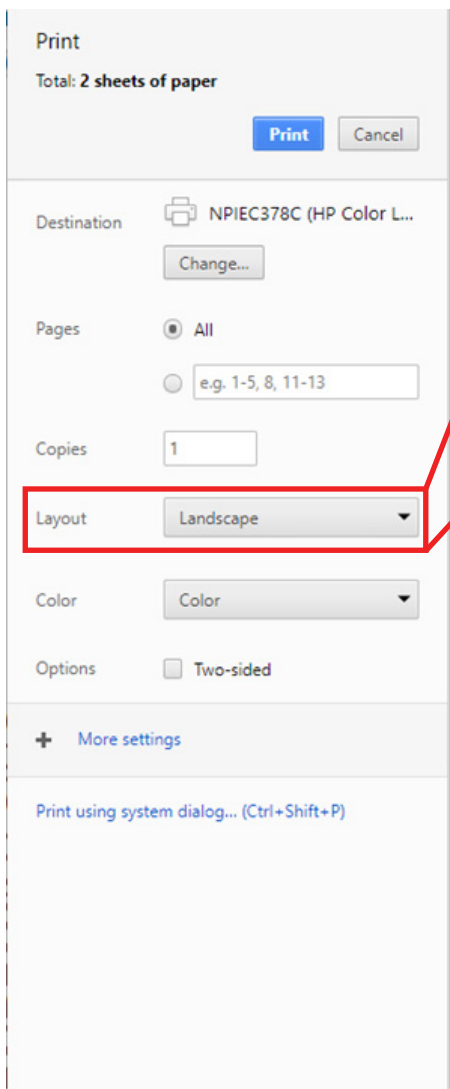 Print
Total: 2 sheets of paper
Print Cancel
Destination NPIEC378C (HP Color L...
Change...
Pages All
e.g. 1-5, 8, 11-13
Copies 1
Layout Landscape
Color Color
Options Two-sided
+ More settings
Print using system dialog... (Ctrl+Shift+P)